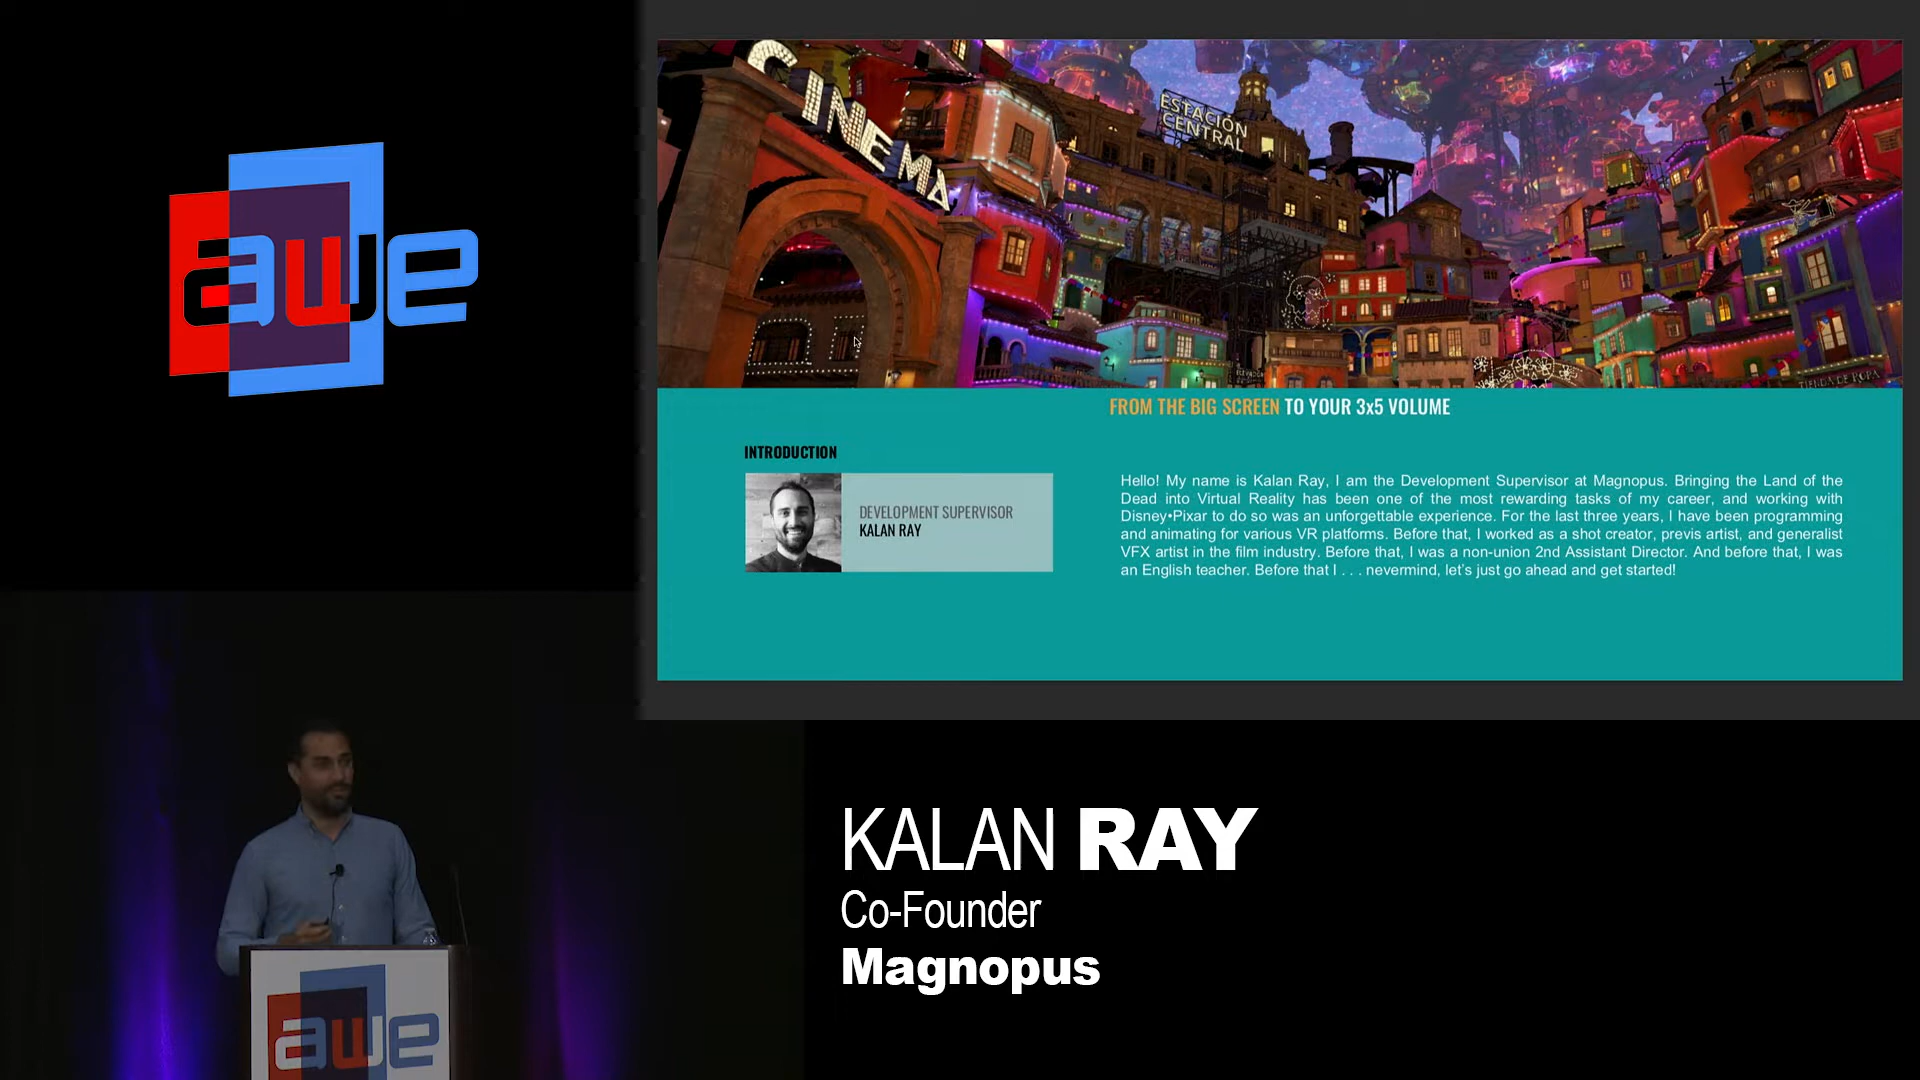 awe
CINEMA
ESTACIÓN
CENTRAL
TIENDA DE ROPA
FROM THE BIG SCREEN TO YOUR 3x5 VOLUME
INTRODUCTION
DEVELOPMENT SUPERVISOR
KALAN RAY
Hello! My name is Kalan Ray, I am the Development Supervisor at Magnopus. Bringing the Land of the
Dead into Virtual Reality has been one of the most rewarding tasks of my career, and working with
Disney•Pixar to do so was an unforgettable experience. For the last three years, I have been programming
and animating for various VR platforms. Before that, I worked as a shot creator, previs artist, and generalist
VFX artist in the film industry. Before that, I was a non-union 2nd Assistant Director. And before that, I was
an English teacher. Before that I . . . nevermind, let's just go ahead and get started!
KALAN RAY
Co-Founder
Magnopus
awe